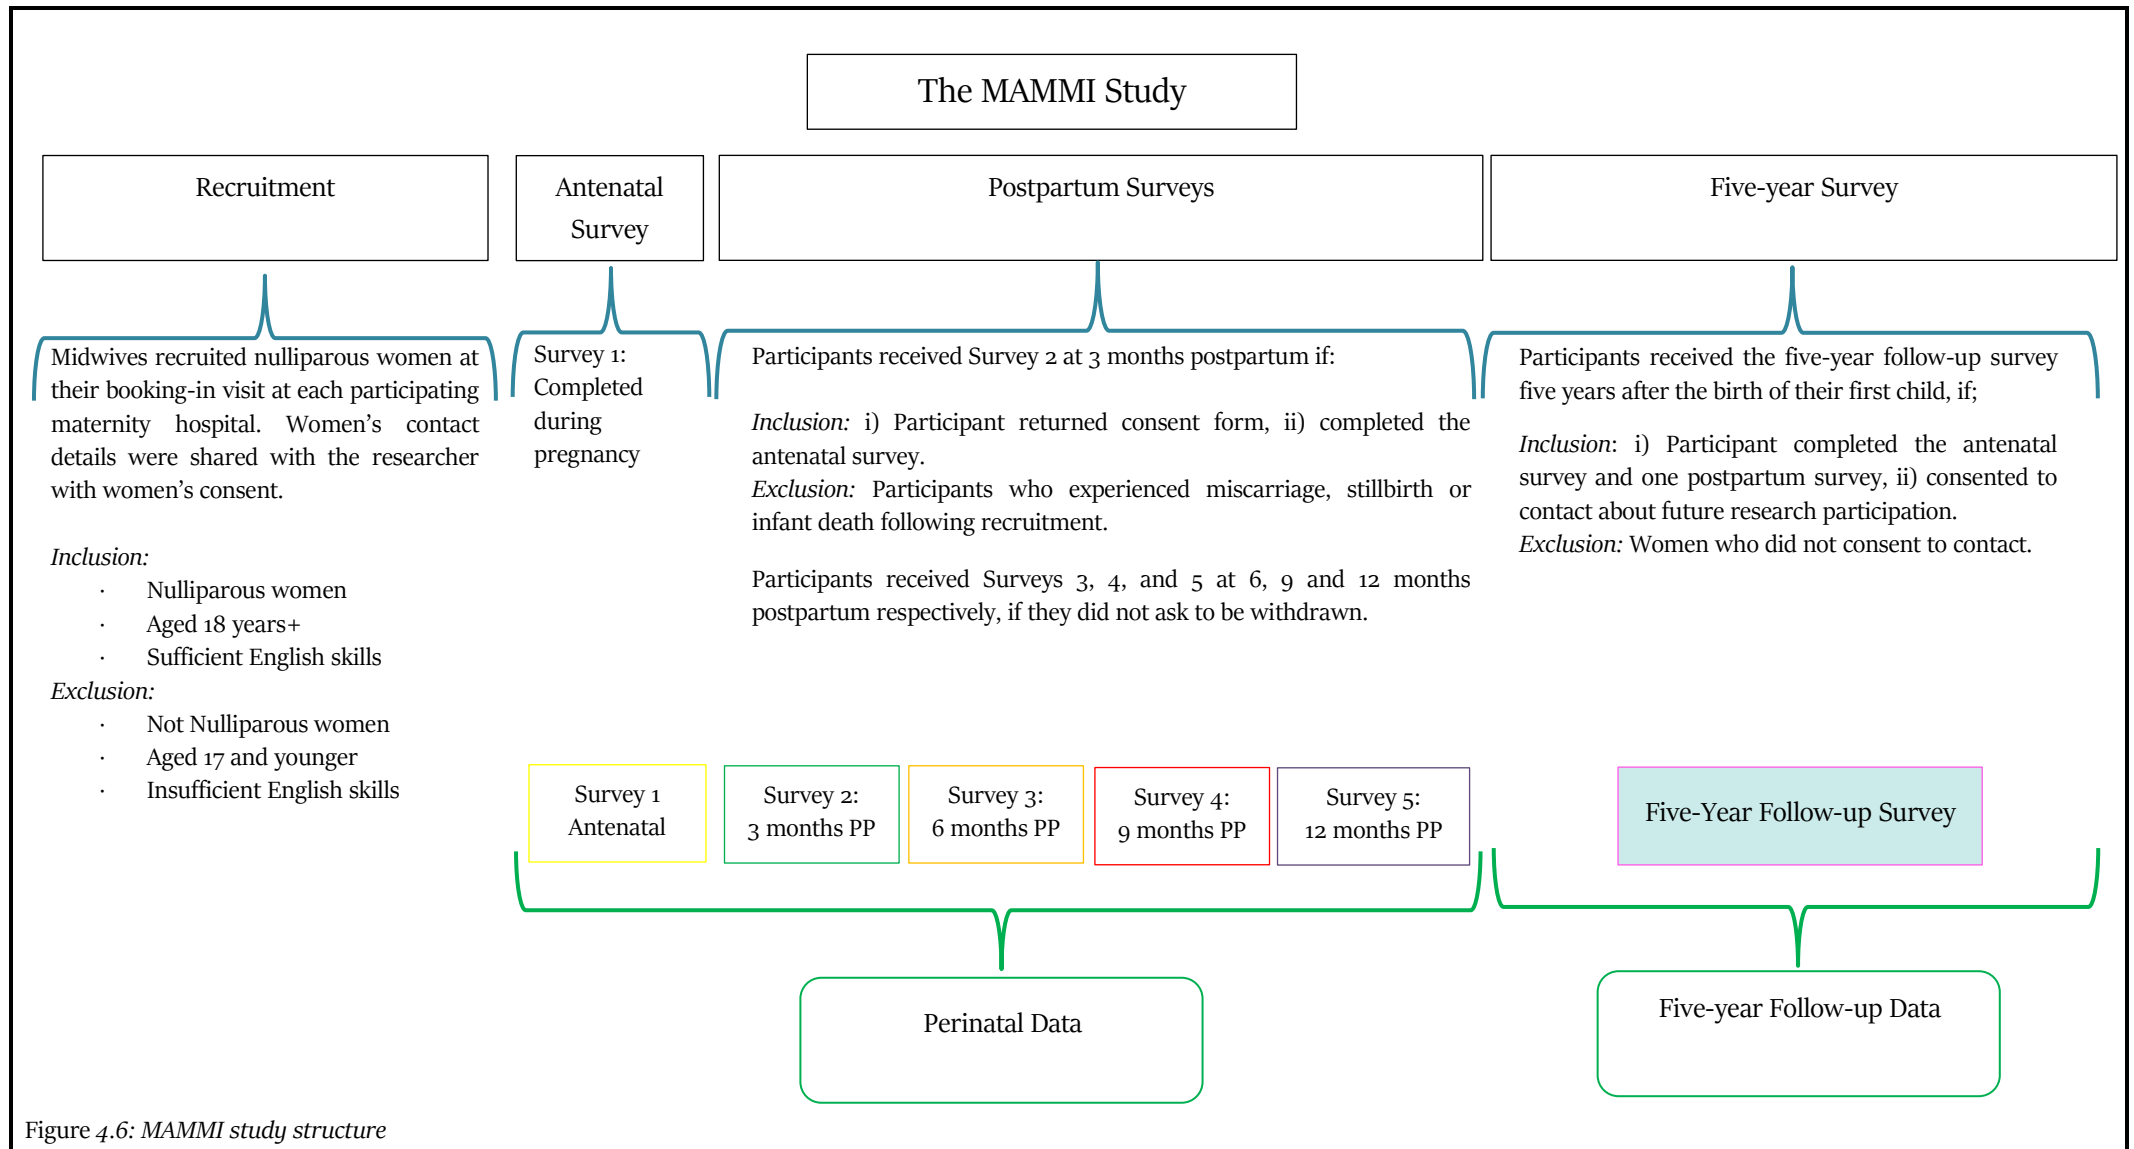 The MAMMI Study
Recruitment
Antenatal
Survey
Postpartum Surveys
Five-year Survey
Midwives recruited nulliparous women at
their booking-in visit at each participating
maternity hospital. Women’s contact
details were shared with the researcher
with women’s consent.
Inclusion:
· Nulliparous women
· Aged 18 years+
· Sufficient English skills
Exclusion:
· Not Nulliparous women
· Aged 17 and younger
· Insufficient English skills
Survey 1:
Completed
during
pregnancy
Participants received Survey 2 at 3 months postpartum if:
Inclusion: i) Participant returned consent form, ii) completed the
antenatal survey.
Exclusion: Participants who experienced miscarriage, stillbirth or
infant death following recruitment.
Participants received Surveys 3, 4, and 5 at 6, 9 and 12 months
postpartum respectively, if they did not ask to be withdrawn.
Participants received the five-year follow-up survey
five years after the birth of their first child, if;
Inclusion: i) Participant completed the antenatal
survey and one postpartum survey, ii) consented to
contact about future research participation.
Exclusion: Women who did not consent to contact.
Survey 1
Antenatal
Survey 2:
3 months PP
Survey 3:
6 months PP
Survey 4:
9 months PP
Survey 5:
12 months PP
Five-Year Follow-up Survey
Perinatal Data
Five-year Follow-up Data
Figure 4.6: MAMMI study structure